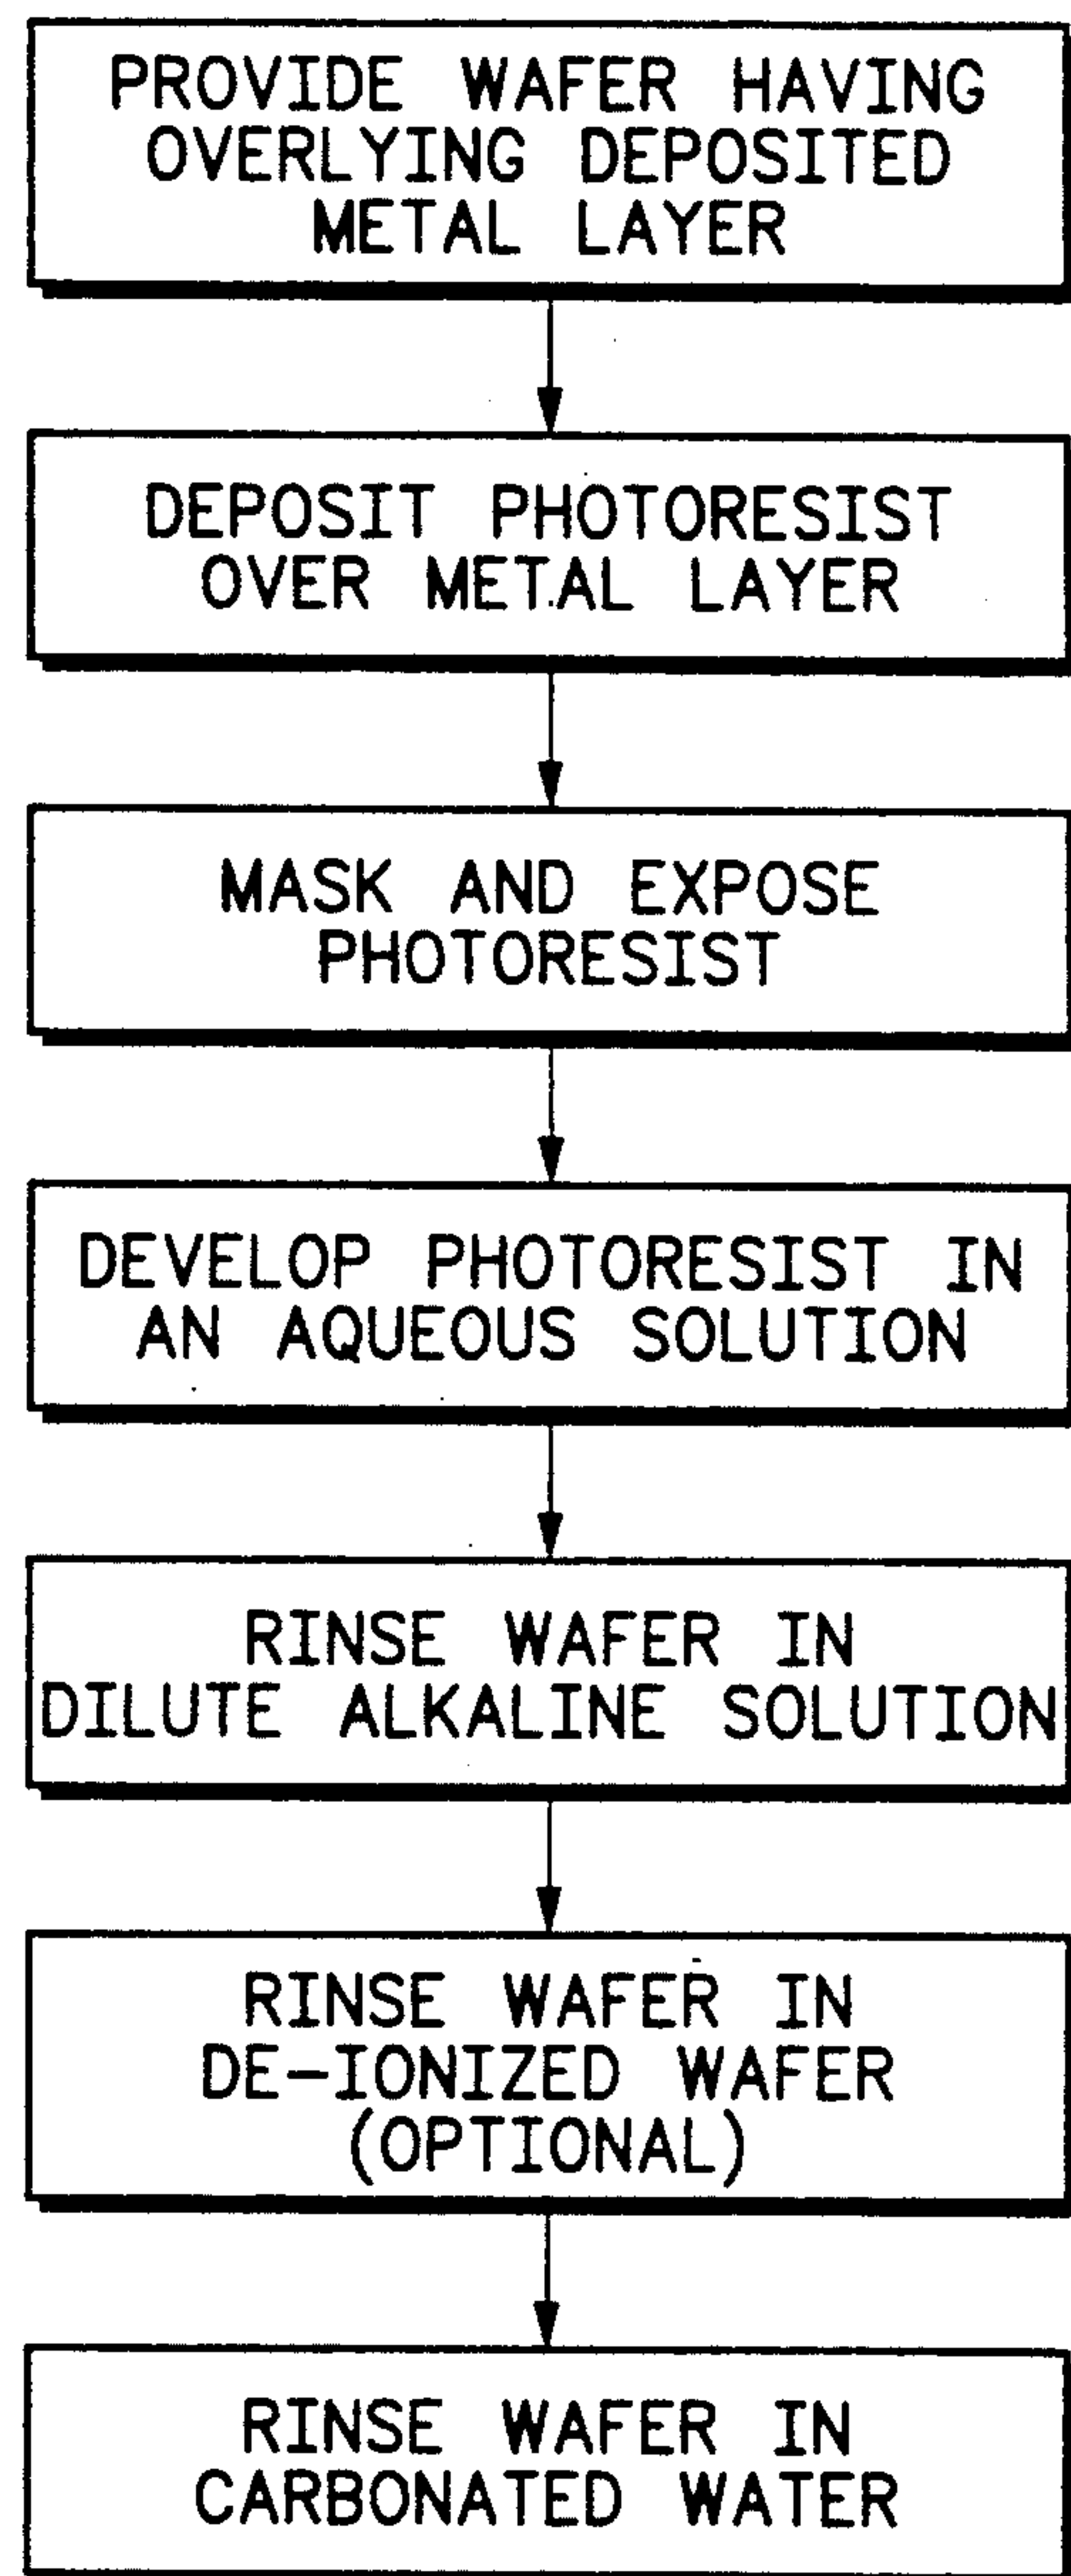 PROVIDE WAFER HAVING
OVERLYING DEPOSITED
METAL LAYER
DEPOSIT PHOTORESIST
OVER METAL LAYER
MASK AND EXPOSE
PHOTORESIST
DEVELOP PHOTORESIST IN
AN AQUEOUS SOLUTION
RINSE WAFER IN
DILUTE ALKALINE SOLUTION
RINSE WAFER IN
DE-IONIZED WAFER
(OPTIONAL)
RINSE WAFER IN
CARBONATED WATER